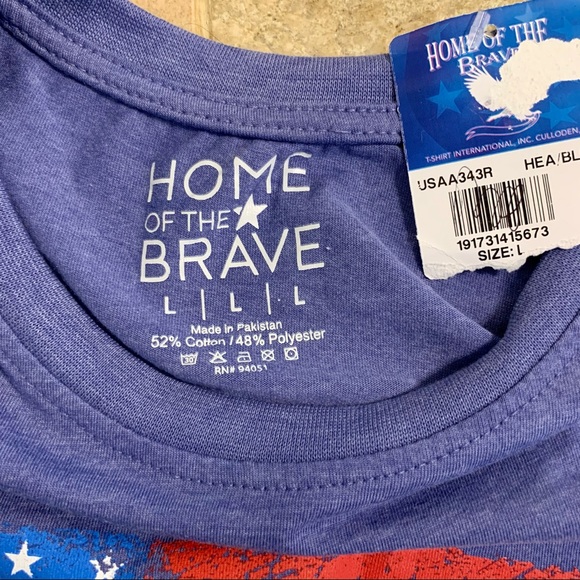 HOME
OF THE
BRAVE
L | L | L
Made in Pakistan
52% Cotton / 48% Polyester
30
RN# 94051
HOME OF THE
BRAVE
T-SHIRT INTERNATIONAL, INC. CULLODEN,
USAA343R HEA/BL
191731415673
SIZE: L